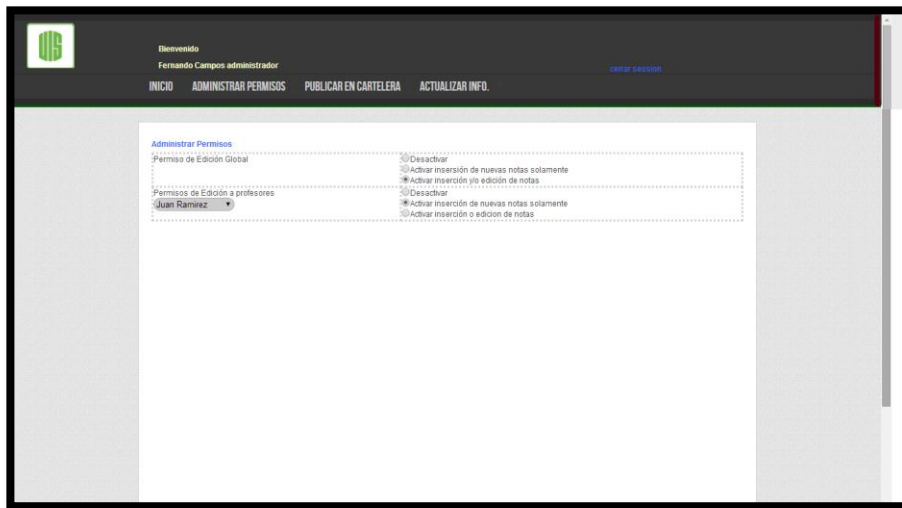 UIS
Bienvenido
Fernando Campos administrador
cerrar session
INICIO ADMINISTRAR PERMISOS PUBLICAR EN CARTELERA ACTUALIZAR INFO.
Administrar Permisos
Permiso de Edición Global
Desactivar
Activar inserción de nuevas notas solamente
Activar inserción y/o edición de notas
Permisos de Edición a profesores
Juan Ramirez
Desactivar
Activar inserción de nuevas notas solamente
Activar inserción o edicion de notas